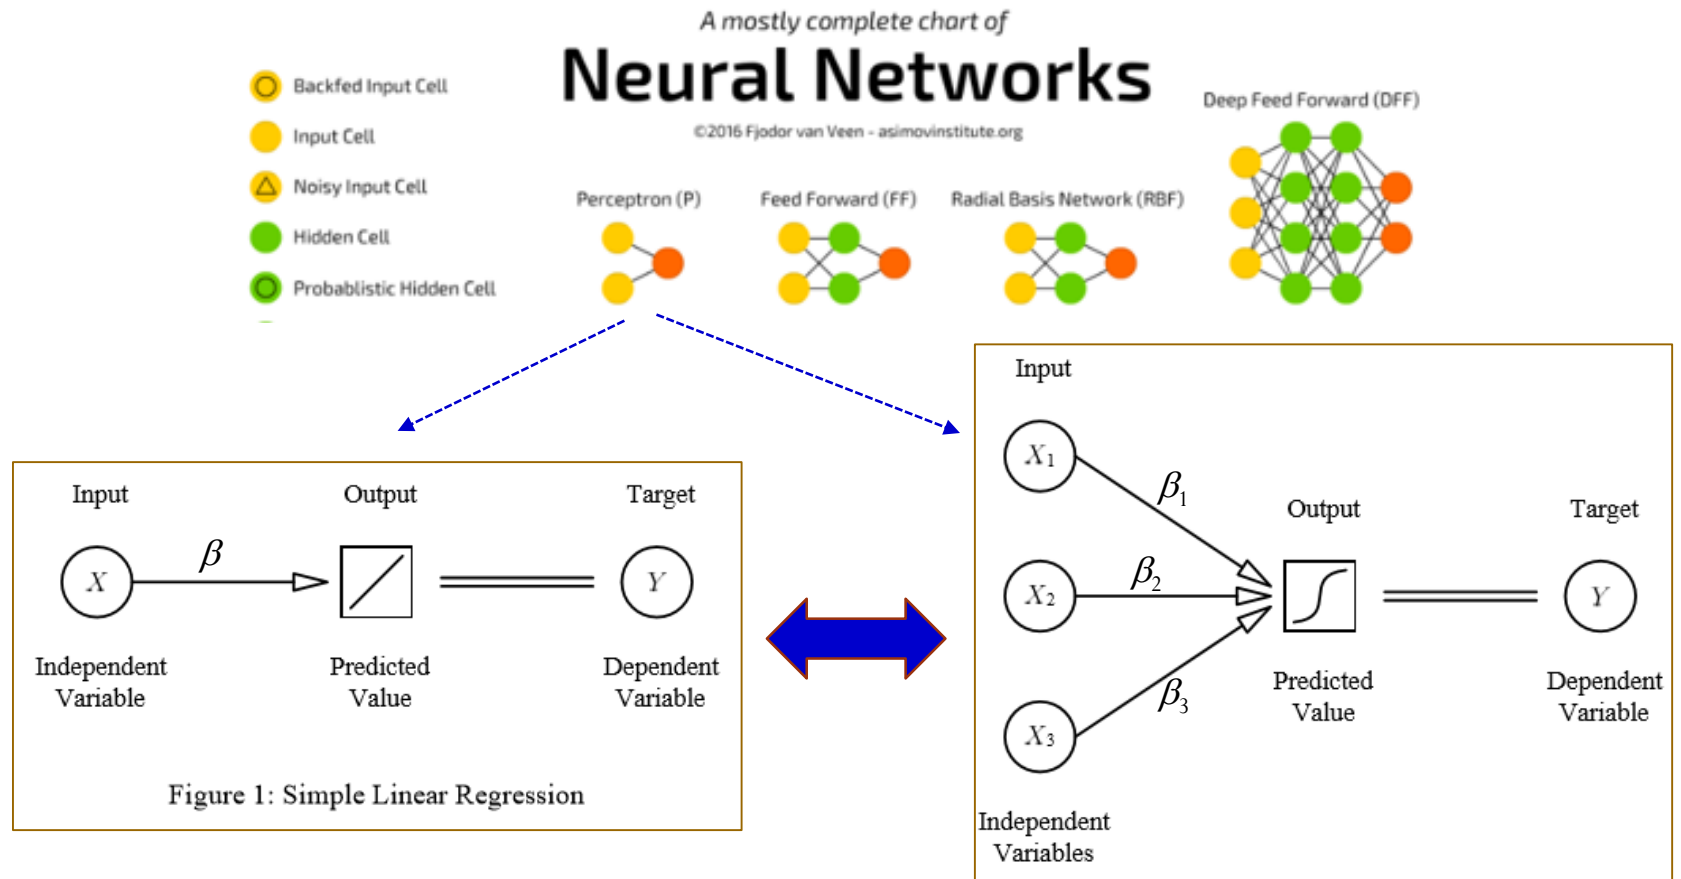 A mostly complete chart of
Neural Networks
©2016 Fjodor van Veen - asimovinstitute.org
Backfed Input Cell
Input Cell
Noisy Input Cell
Hidden Cell
Probablistic Hidden Cell
Perceptron (P)
Feed Forward (FF)
Radial Basis Network (RBF)
Deep Feed Forward (DFF)
Input
Output
Target
X
β
Y
Independent
Variable
Predicted
Value
Dependent
Variable
Figure 1: Simple Linear Regression
Input
X₁
β₁
Output
Target
X₂
β₂
Y
X₃
β₃
Predicted
Value
Dependent
Variable
Independent
Variables